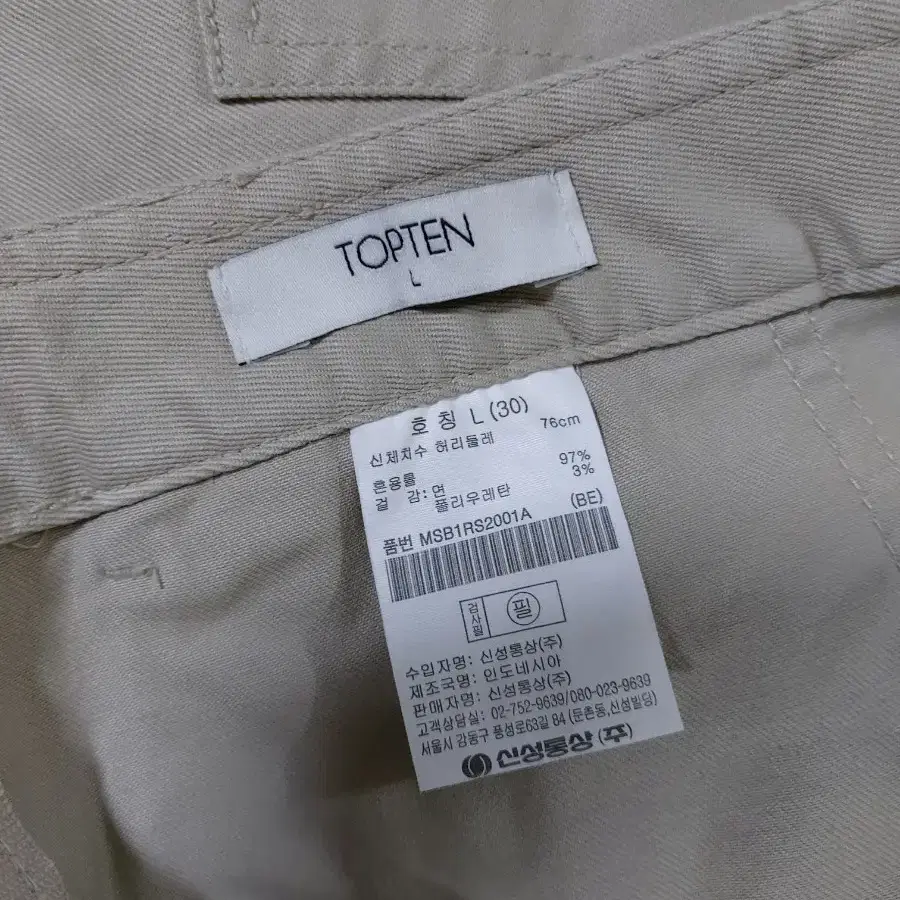 TOPTEN
L
호칭 L(30)
신체치수 허리둘레 76cm
혼용률
겉 감:면 97%
폴리우레탄 3%
품번 MSB1RS2001A (BE)
검사필 필
수입자명: 신성통상(주)
제조국명: 인도네시아
판매자명: 신성통상(주)
고객상담실: 02-752-9639/080-023-9639
서울시 강동구 풍성로63길 84 (둔촌동,신성빌딩)
신성통상(주)